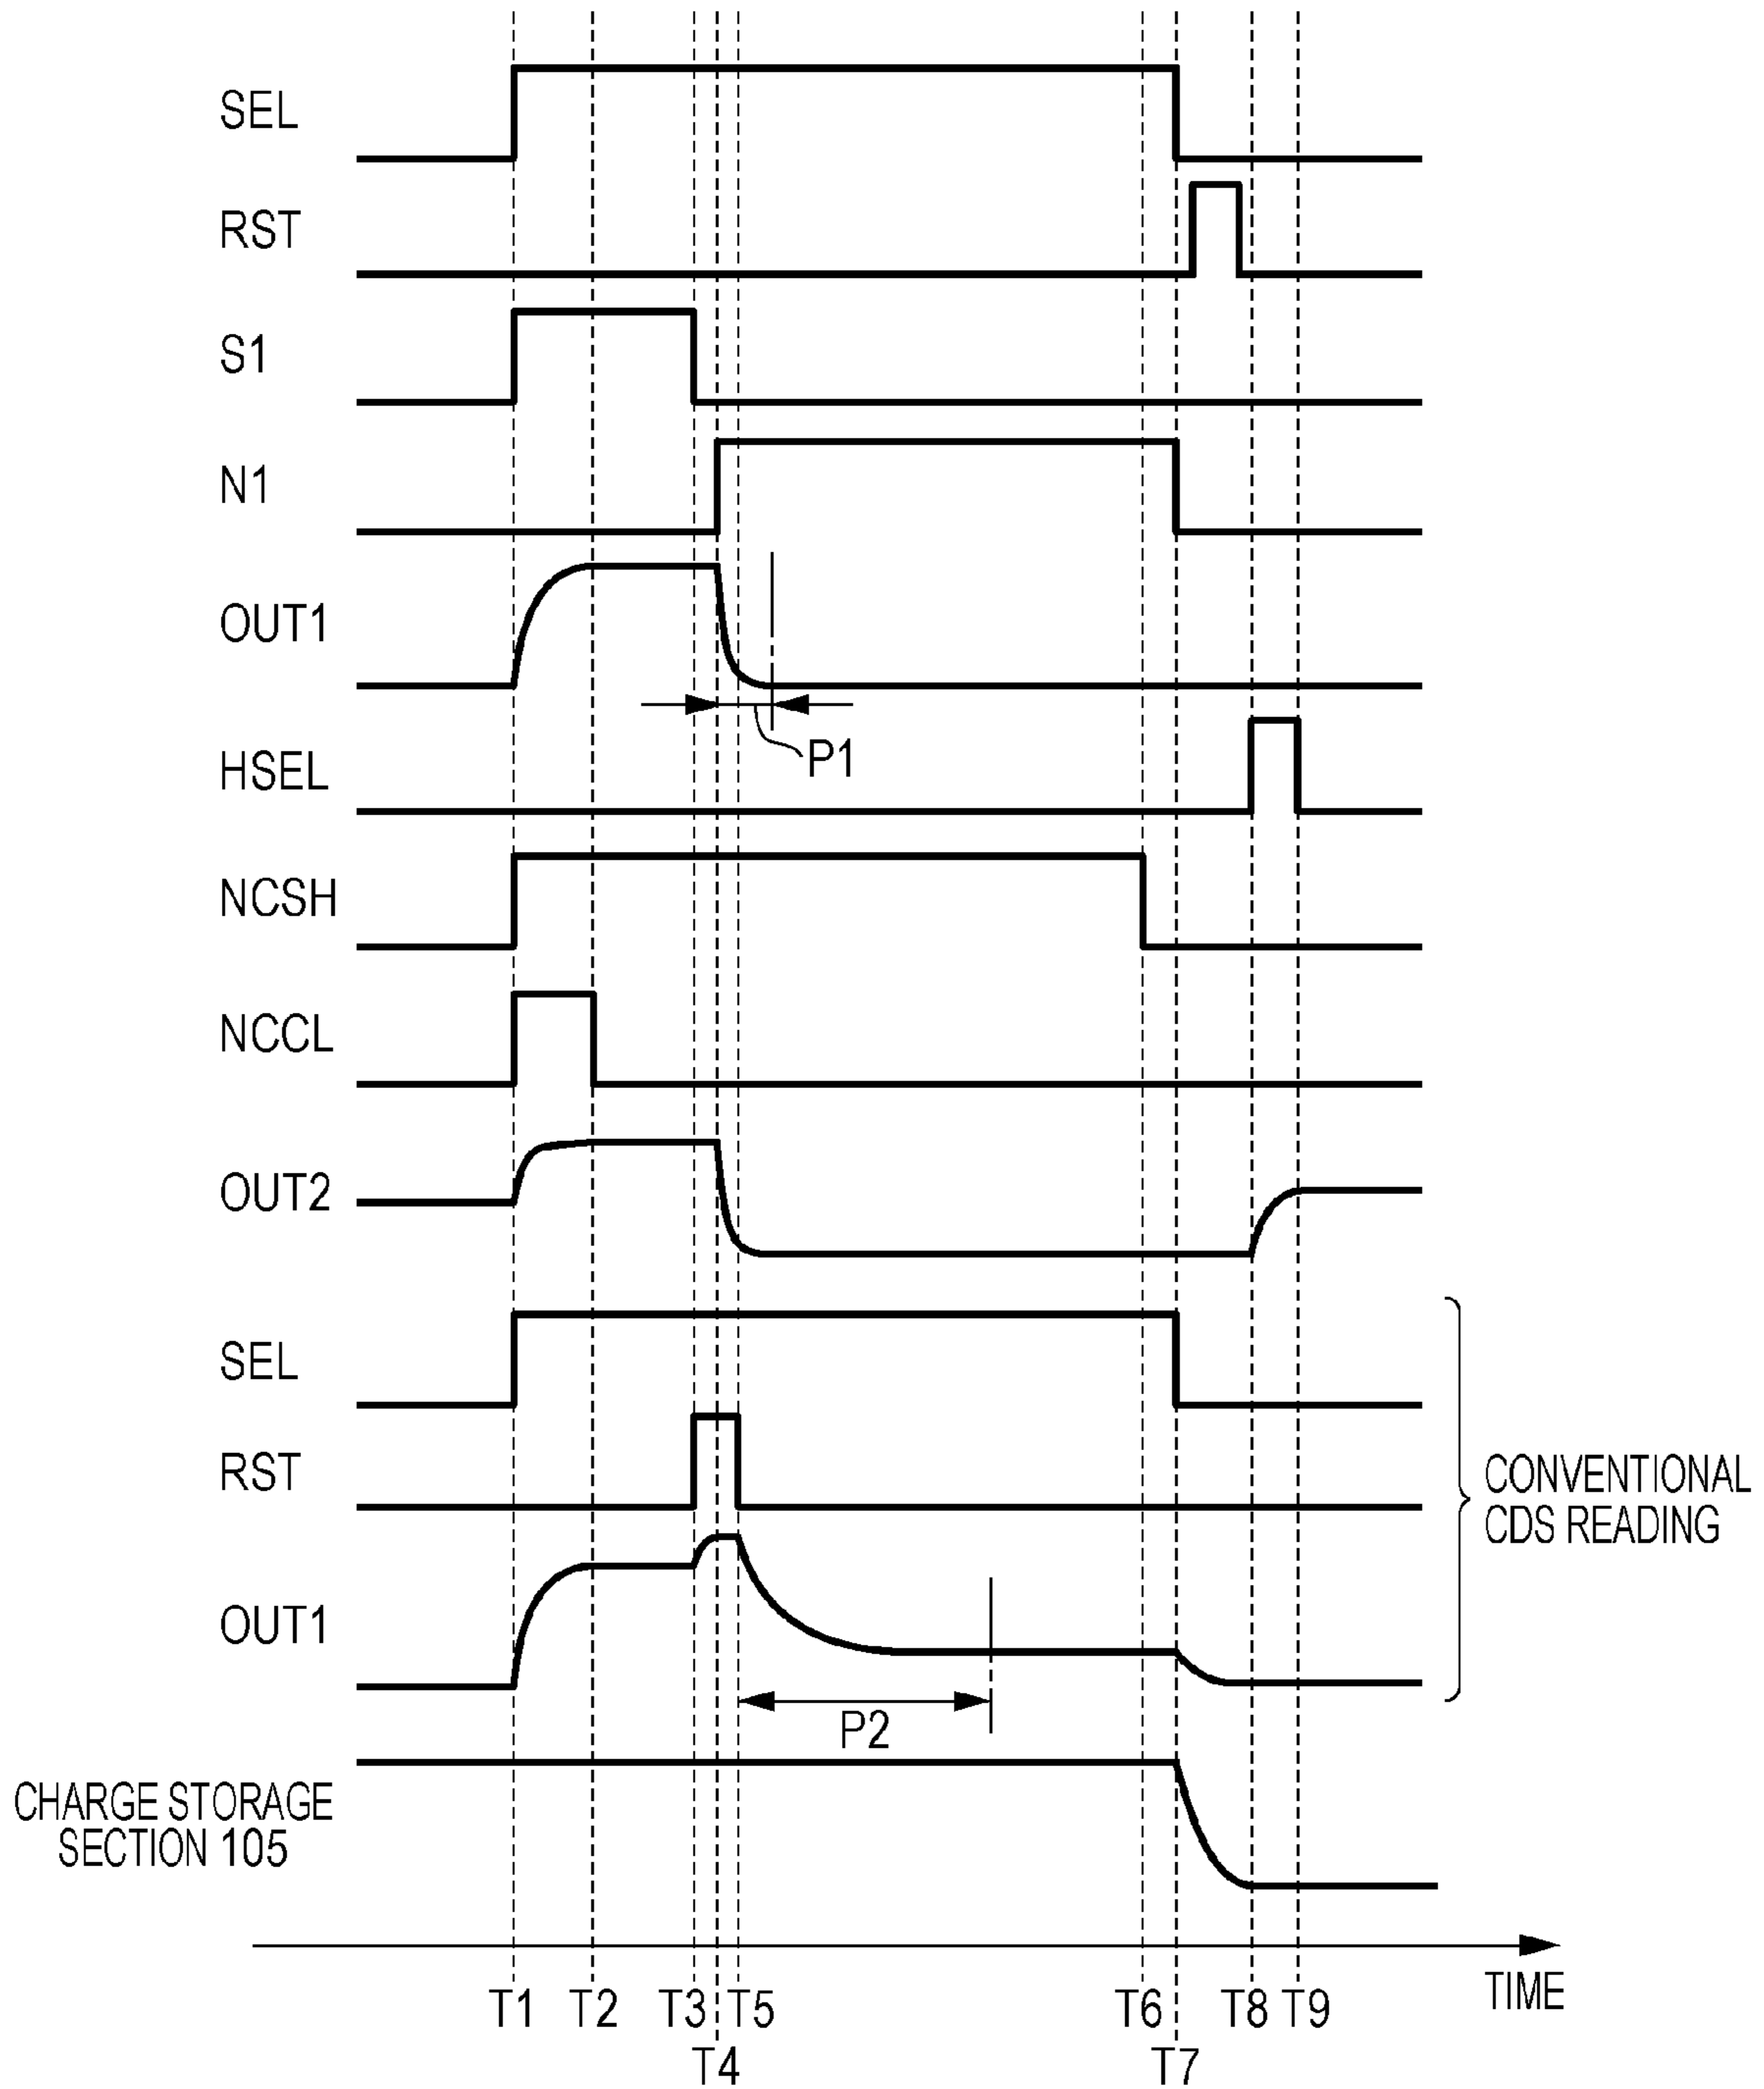 SEL
RST
S1
N1
OUT1
P1
HSEL
NCSH
NCCL
OUT2
SEL
RST
CONVENTIONAL
CDS READING
OUT1
P2
CHARGE STORAGE
SECTION 105
TIME
T1 T2 T3 T5 T6 T8 T9
T4 T7